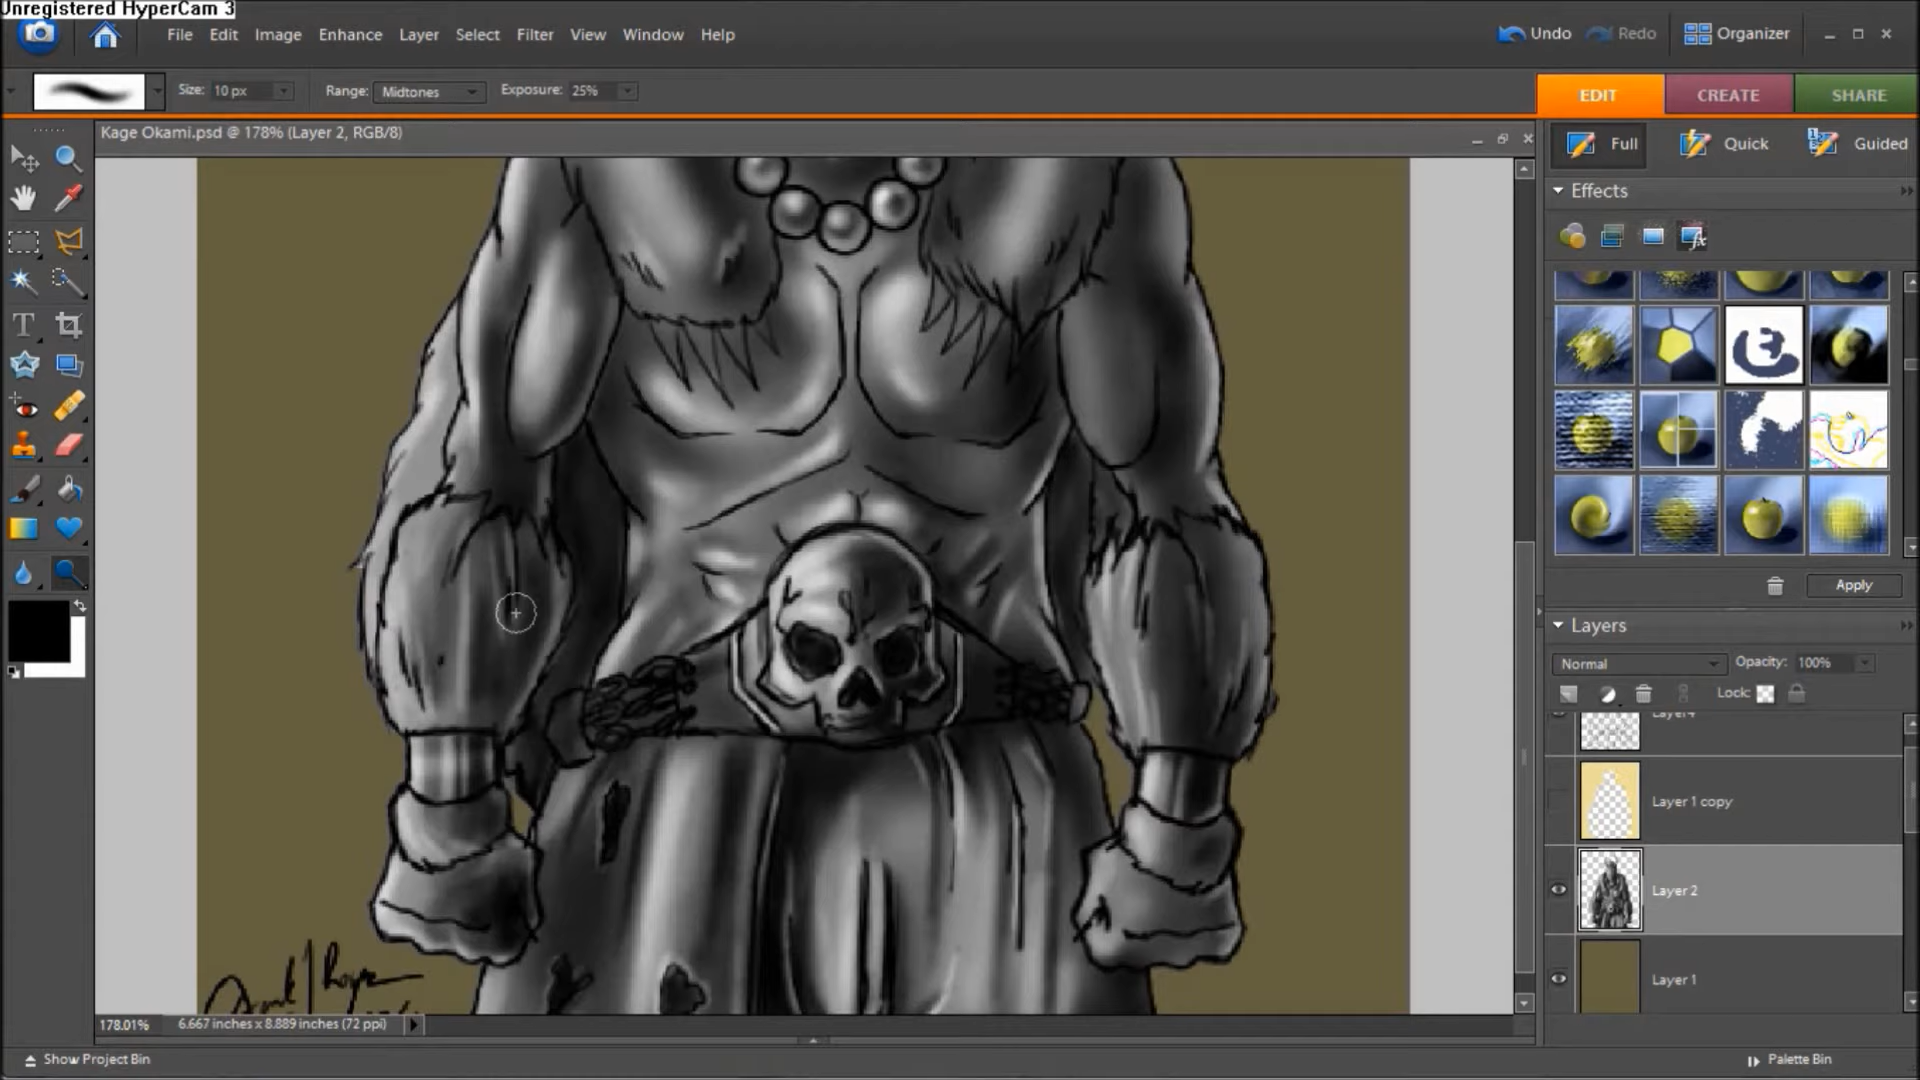 Unregistered HyperCam 3
File Edit Image Enhance Layer Select Filter View Window Help
Undo Redo Organizer
Size: 10 px Range: Midtones Exposure: 25%
EDIT CREATE SHARE
Kage Okami.psd @ 178% (Layer 2, RGB/8)
Full Quick Guided
Effects
Apply
Layers
Normal Opacity: 100%
Lock:
Layer4
Layer 1 copy
Layer 2
Layer 1
178.01% 6.667 inches x 8.889 inches (72 ppi)
Show Project Bin
Palette Bin